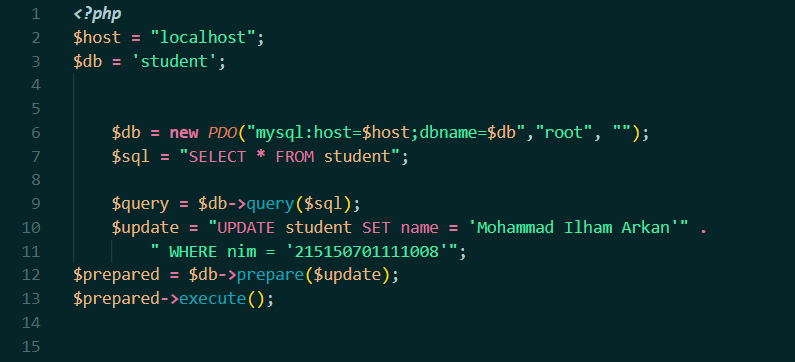 1 <?php
2 $host = "localhost";
3 $db = 'student';
4
5
6 $db = new PDO("mysql:host=$host;dbname=$db","root", "");
7 $sql = "SELECT * FROM student";
8
9 $query = $db->query($sql);
10 $update = "UPDATE student SET name = 'Mohammad Ilham Arkan'" .
11 " WHERE nim = '215150701111008'";
12 $prepared = $db->prepare($update);
13 $prepared->execute();
14
15